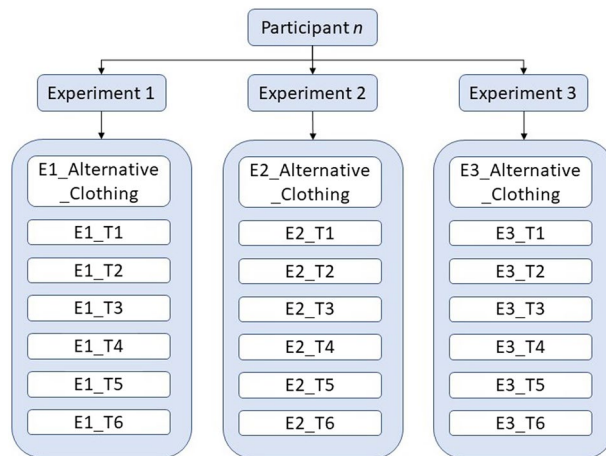 Participant n
Experiment 1
Experiment 2
Experiment 3
E1_Alternative
_Clothing
E1_T1
E1_T2
E1_T3
E1_T4
E1_T5
E1_T6
E2_Alternative
_Clothing
E2_T1
E2_T2
E2_T3
E2_T4
E2_T5
E2_T6
E3_Alternative
_Clothing
E3_T1
E3_T2
E3_T3
E3_T4
E3_T5
E3_T6